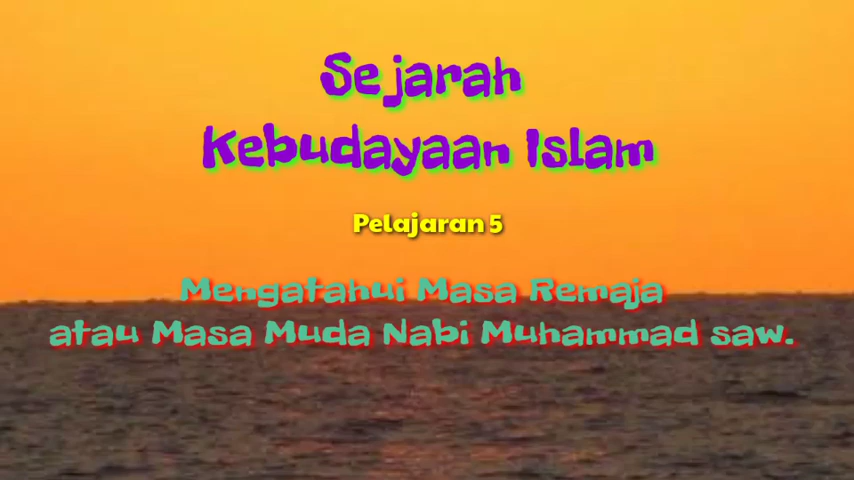 Sejarah
Kebudayaan Islam
Pelajaran 5
Mengatahui Masa Remaja
atau Masa Muda Nabi Muhammad saw.